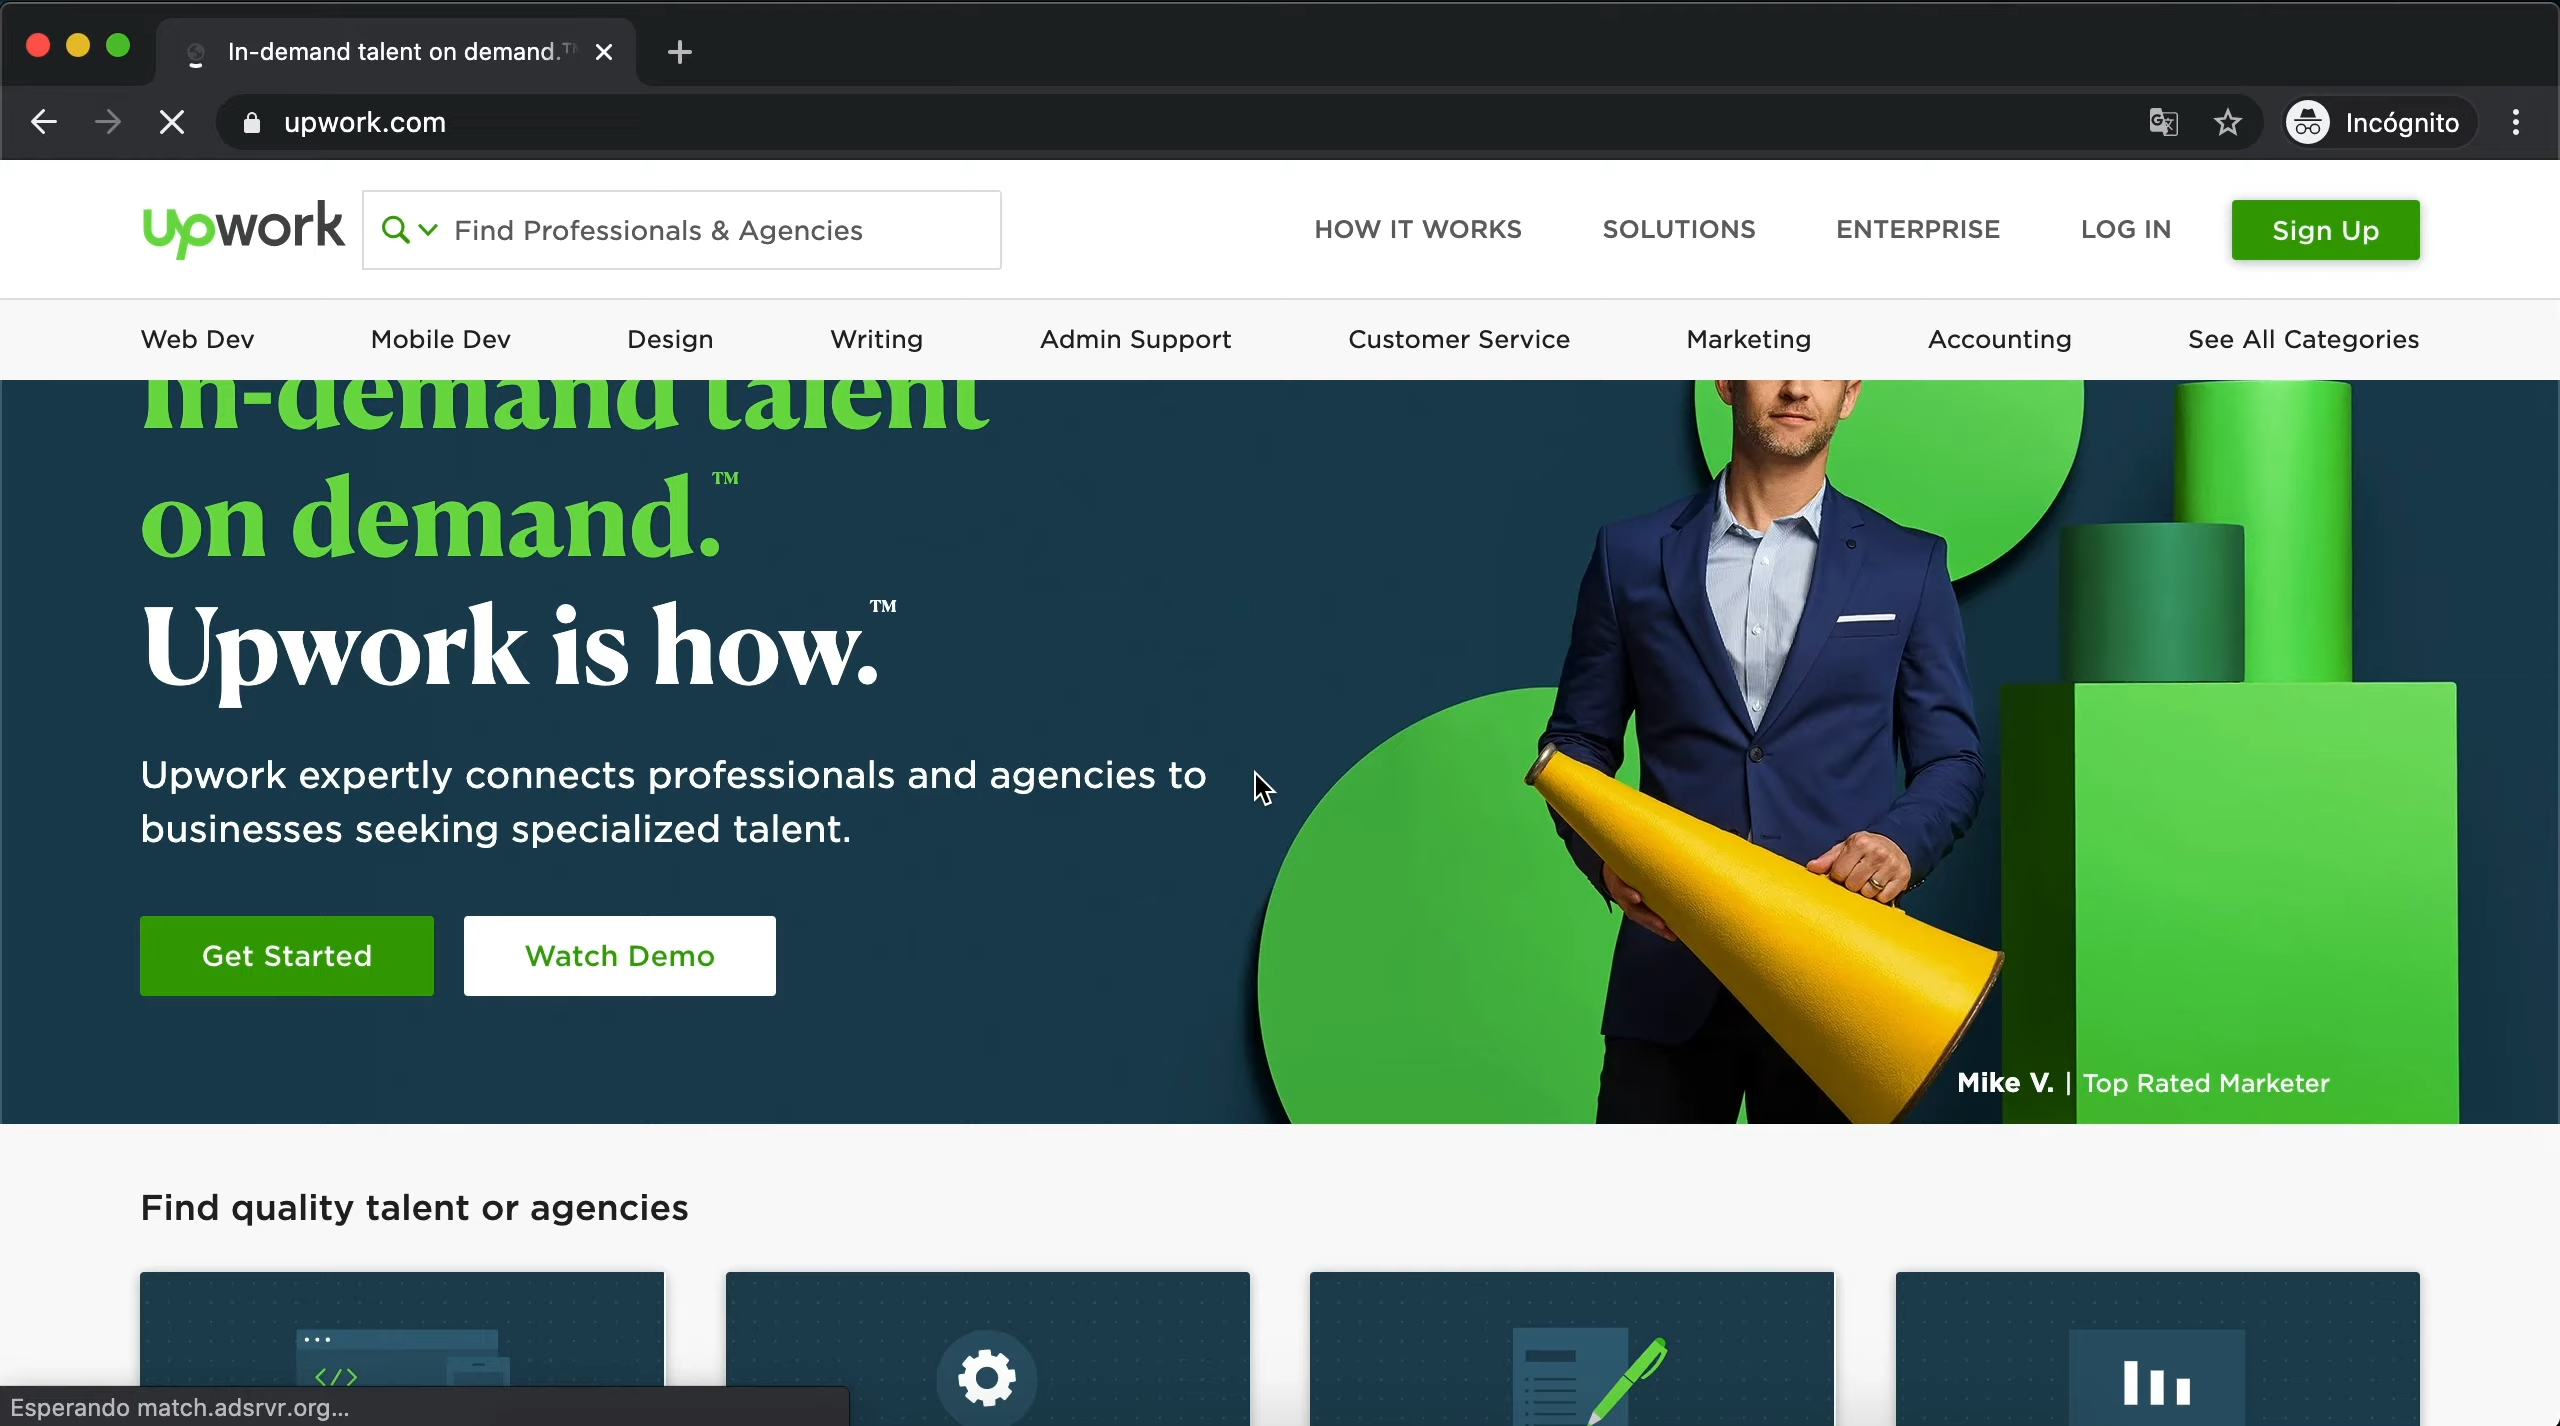 In-demand talent on demand.™
upwork.com
Incógnito
upwork
Find Professionals & Agencies
HOW IT WORKS
SOLUTIONS
ENTERPRISE
LOG IN
Sign Up
Web Dev
Mobile Dev
Design
Writing
Admin Support
Customer Service
Marketing
Accounting
See All Categories
In-demand talent
on demand.™
Upwork is how.™
Upwork expertly connects professionals and agencies to
businesses seeking specialized talent.
Get Started
Watch Demo
Mike V. | Top Rated Marketer
Find quality talent or agencies
</>
Esperando match.adsrvr.org...